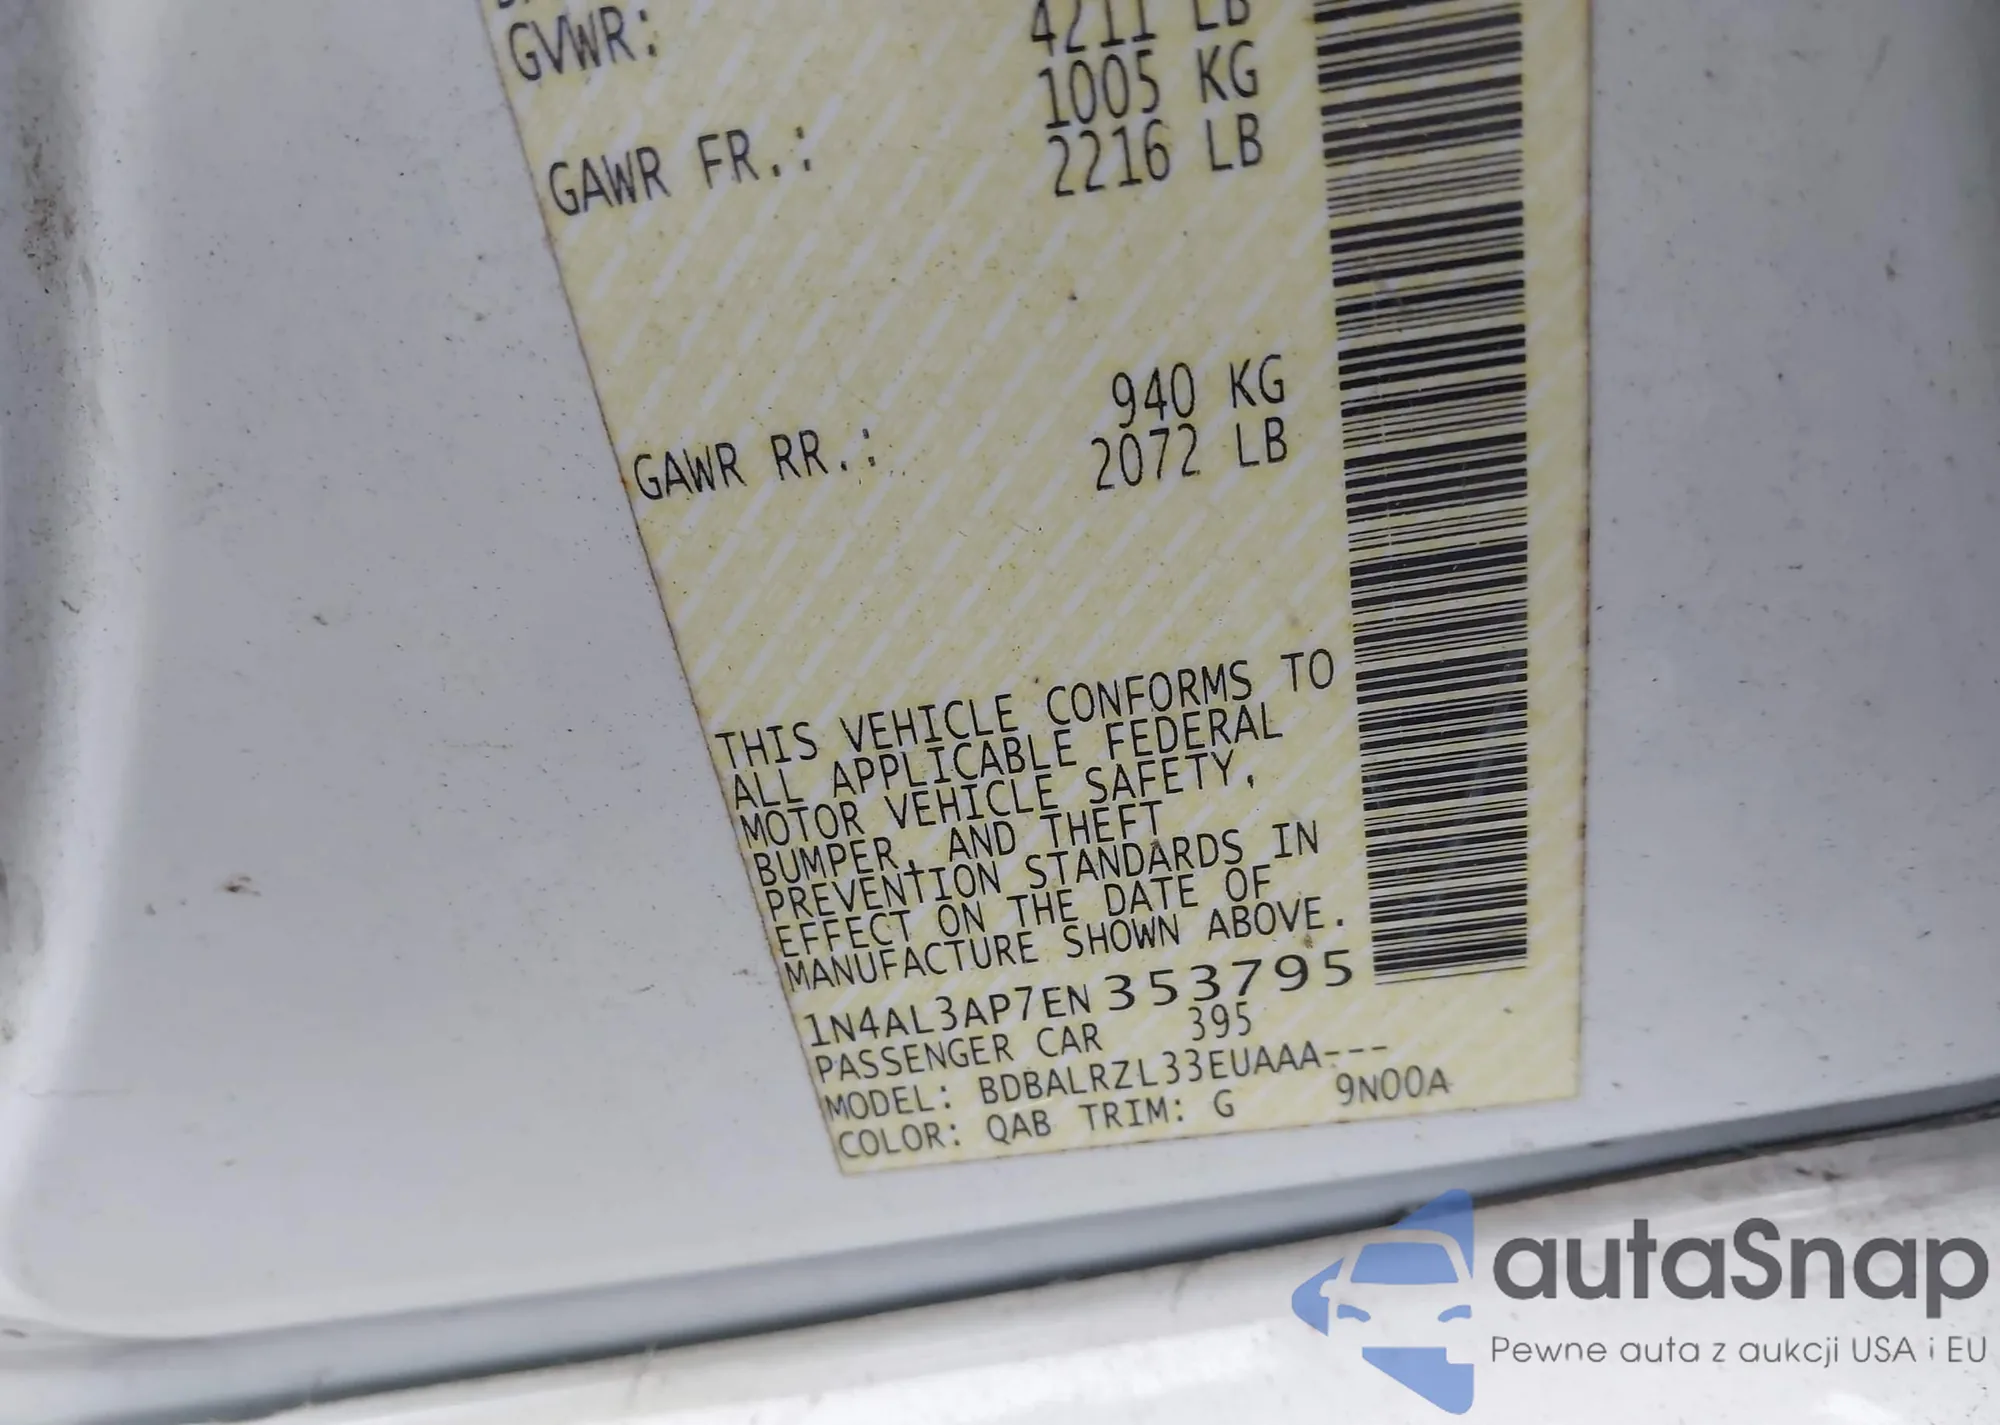 GVWR: 4211 LB
1005 KG
GAWR FR.: 2216 LB
940 KG
GAWR RR.: 2072 LB
THIS VEHICLE CONFORMS TO
ALL APPLICABLE FEDERAL
MOTOR VEHICLE SAFETY,
BUMPER, AND THEFT
PREVENTION STANDARDS IN
EFFECT ON THE DATE OF
MANUFACTURE SHOWN ABOVE.
1N4AL3AP7EN353795
PASSENGER CAR 395
MODEL: BDBALRZL33EUAAA---
COLOR: QAB TRIM: G 9N00A
autaSnap
Pewne auta z aukcji USA i EU